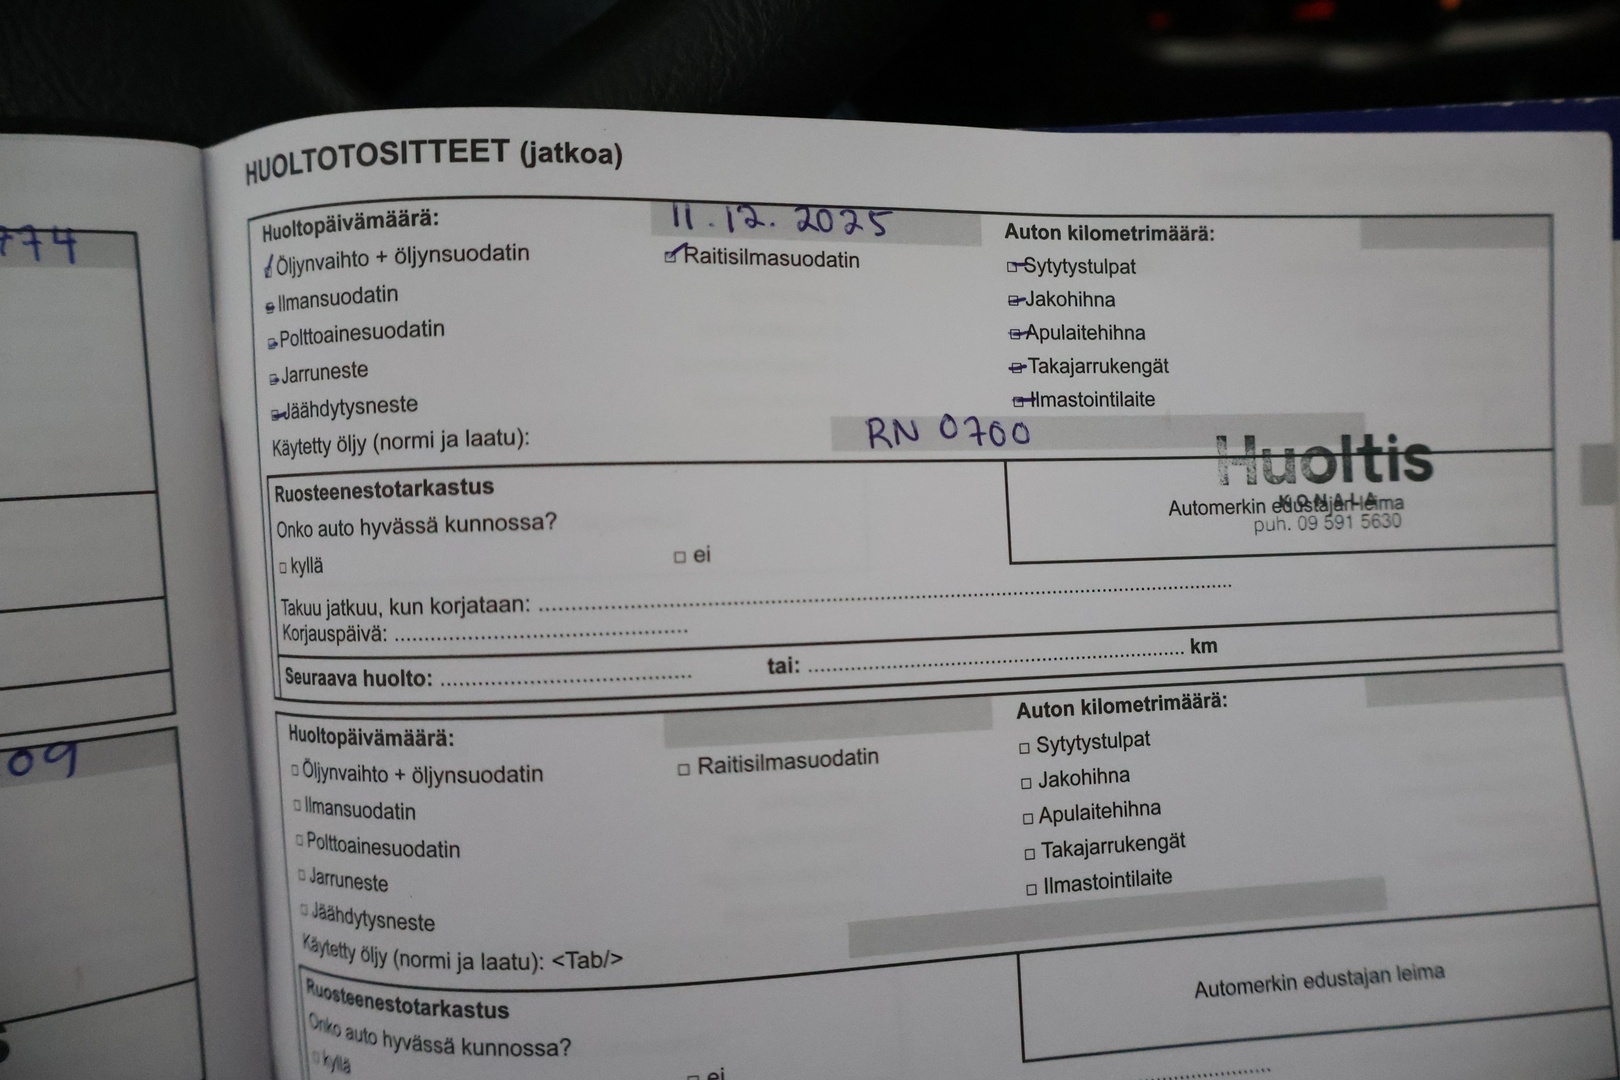 774
09
HUOLTOTOSITTEET (jatkoa)
Huoltopäivämäärä: 11.12.2025 Auton kilometrimäärä:
Öljynvaihto + öljynsuodatin Raitisilmasuodatin Sytytystulpat
Ilmansuodatin Jakohihna
Polttoainesuodatin Apulaitehihna
Jarruneste Takajarrukengät
Jäähdytysneste Ilmastointilaite
Käytetty öljy (normi ja laatu): RN 0700
Huoltis
KONALA
Automerkin edustajan leima
puh. 09 591 5630
Ruosteenestotarkastus
Onko auto hyvässä kunnossa?
kyllä ei
Takuu jatkuu, kun korjataan:
Korjauspäivä:
Seuraava huolto: tai: km
Huoltopäivämäärä: Auton kilometrimäärä:
Öljynvaihto + öljynsuodatin Raitisilmasuodatin Sytytystulpat
Ilmansuodatin Jakohihna
Polttoainesuodatin Apulaitehihna
Jarruneste Takajarrukengät
Jäähdytysneste Ilmastointilaite
Käytetty öljy (normi ja laatu): <Tab/>
Ruosteenestotarkastus
Automerkin edustajan leima
Onko auto hyvässä kunnossa?
kyllä ei